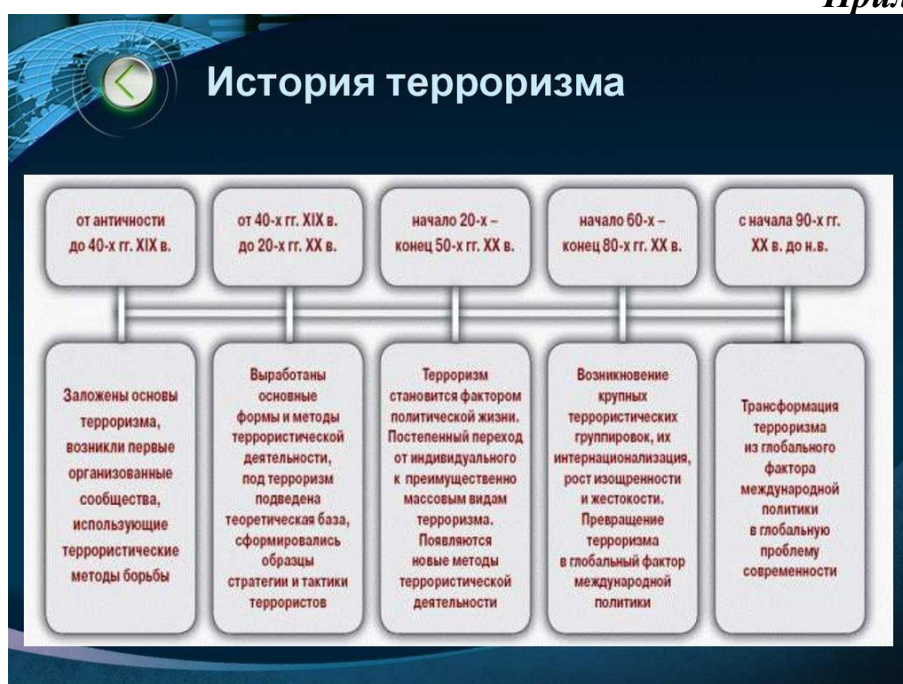 История терроризма
от античности
до 40-х гг. XIX в.
от 40-х гг. XIX в.
до 20-х гг. XX в.
начало 20-х –
конец 50-х гг. XX в.
начало 60-х –
конец 80-х гг. XX в.
с начала 90-х гг.
XX в. до н.в.
Заложены основы
терроризма,
возникли первые
организованные
сообщества,
использующие
террористические
методы борьбы
Выработаны
основные
формы и методы
террористической
деятельности,
под терроризм
подведена
теоретическая база,
сформировались
образцы
стратегии и тактики
террористов
Терроризм
становится фактором
политической жизни.
Постепенный переход
от индивидуального
к преимущественно
массовым видам
терроризма.
Появляются
новые методы
террористической
деятельности
Возникновение
крупных
террористических
группировок, их
интернационализация,
рост изощренности
и жестокости.
Превращение
терроризма
в глобальный фактор
международной
политики
Трансформация
терроризма
из глобального
фактора
международной
политики
в глобальную
проблему
современности